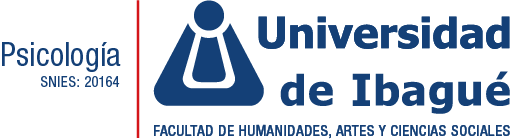 Psicología
SNIES: 20164
Universidad
de Ibagué
FACULTAD DE HUMANIDADES, ARTES Y CIENCIAS SOCIALES